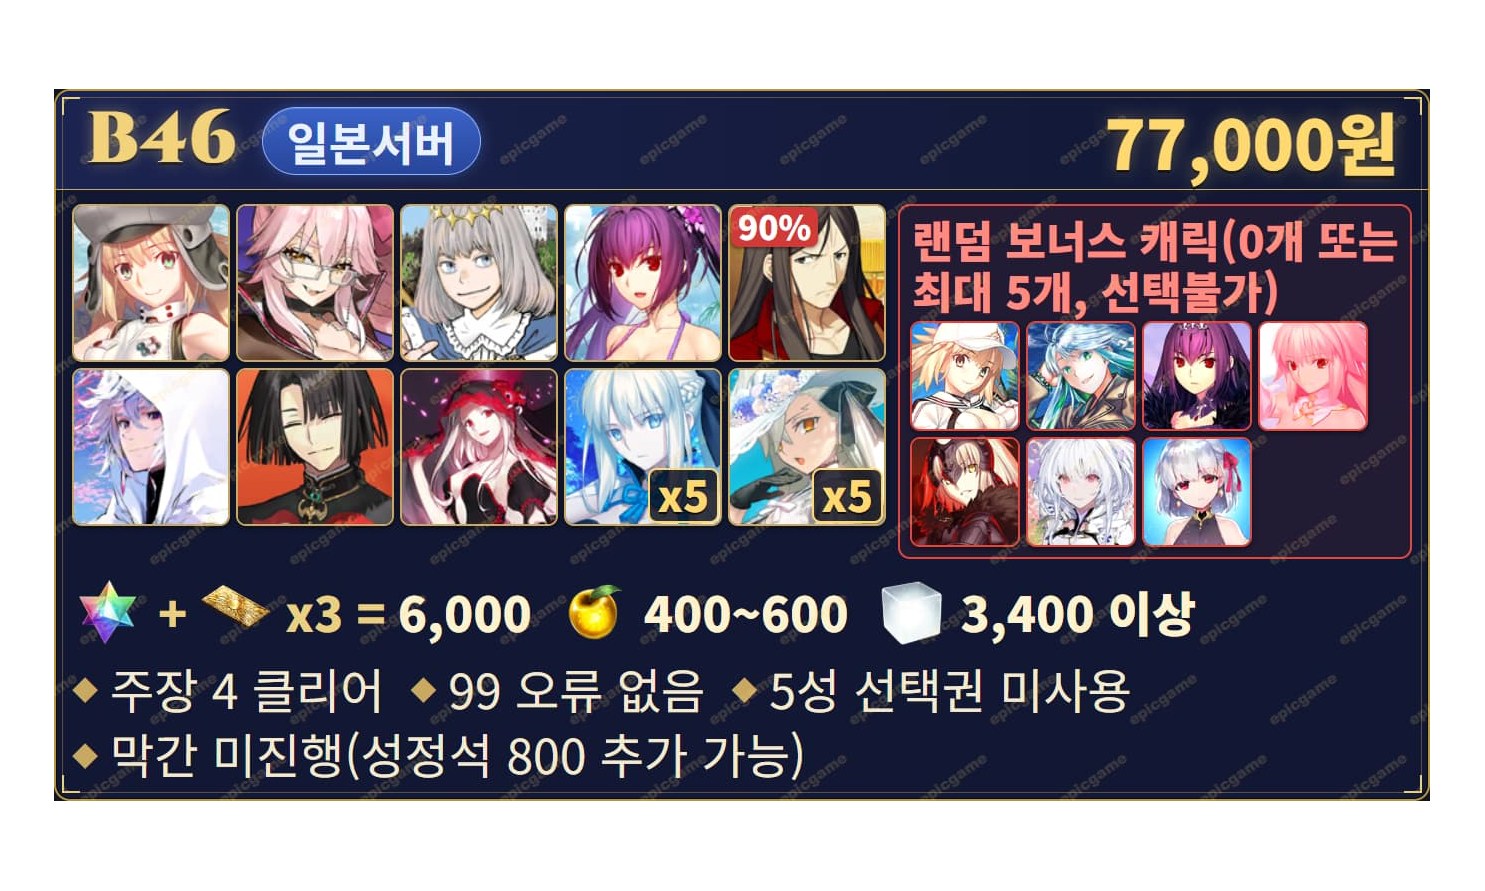 B46 일본서버 77,000원
90%
랜덤 보너스 캐릭(0개 또는
최대 5개, 선택불가)
x5 x5
+ x3 = 6,000 400~600 3,400 이상
◆ 주장 4 클리어 ◆ 99 오류 없음 ◆ 5성 선택권 미사용
◆ 막간 미진행(성정석 800 추가 가능)
epicgame